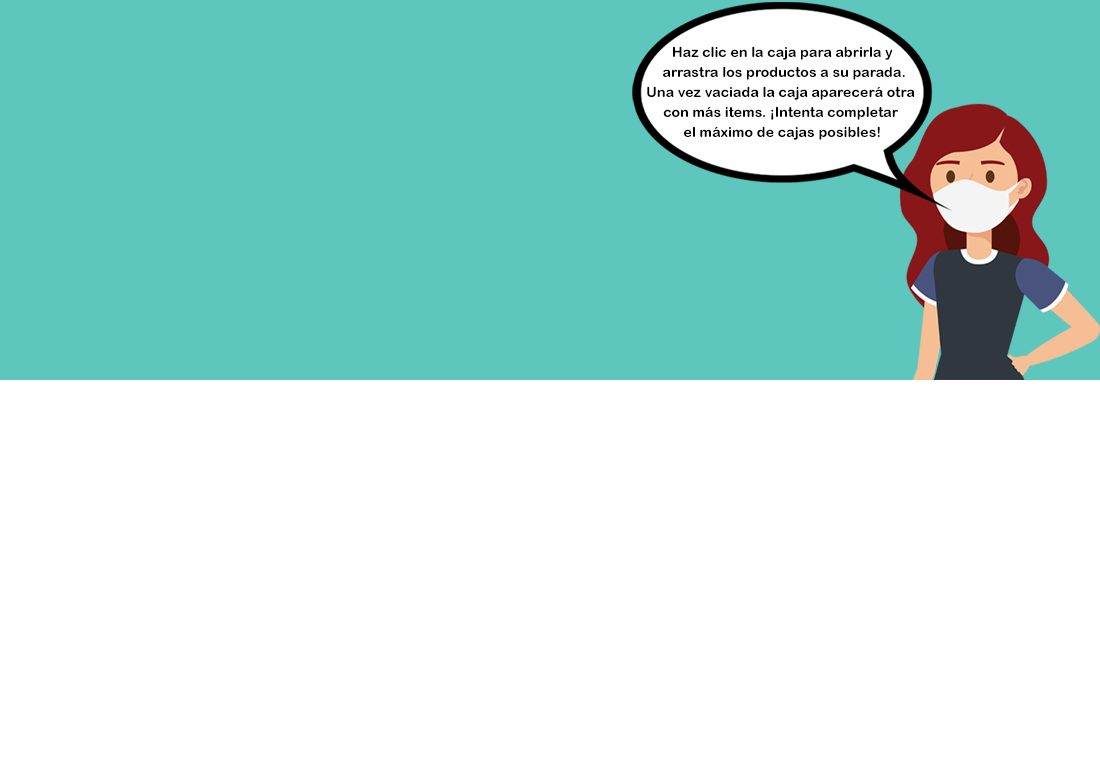 Haz clic en la caja para abrirla y
arrastra los productos a su parada.
Una vez vaciada la caja aparecerá otra
con más items. ¡Intenta completar
el máximo de cajas posibles!